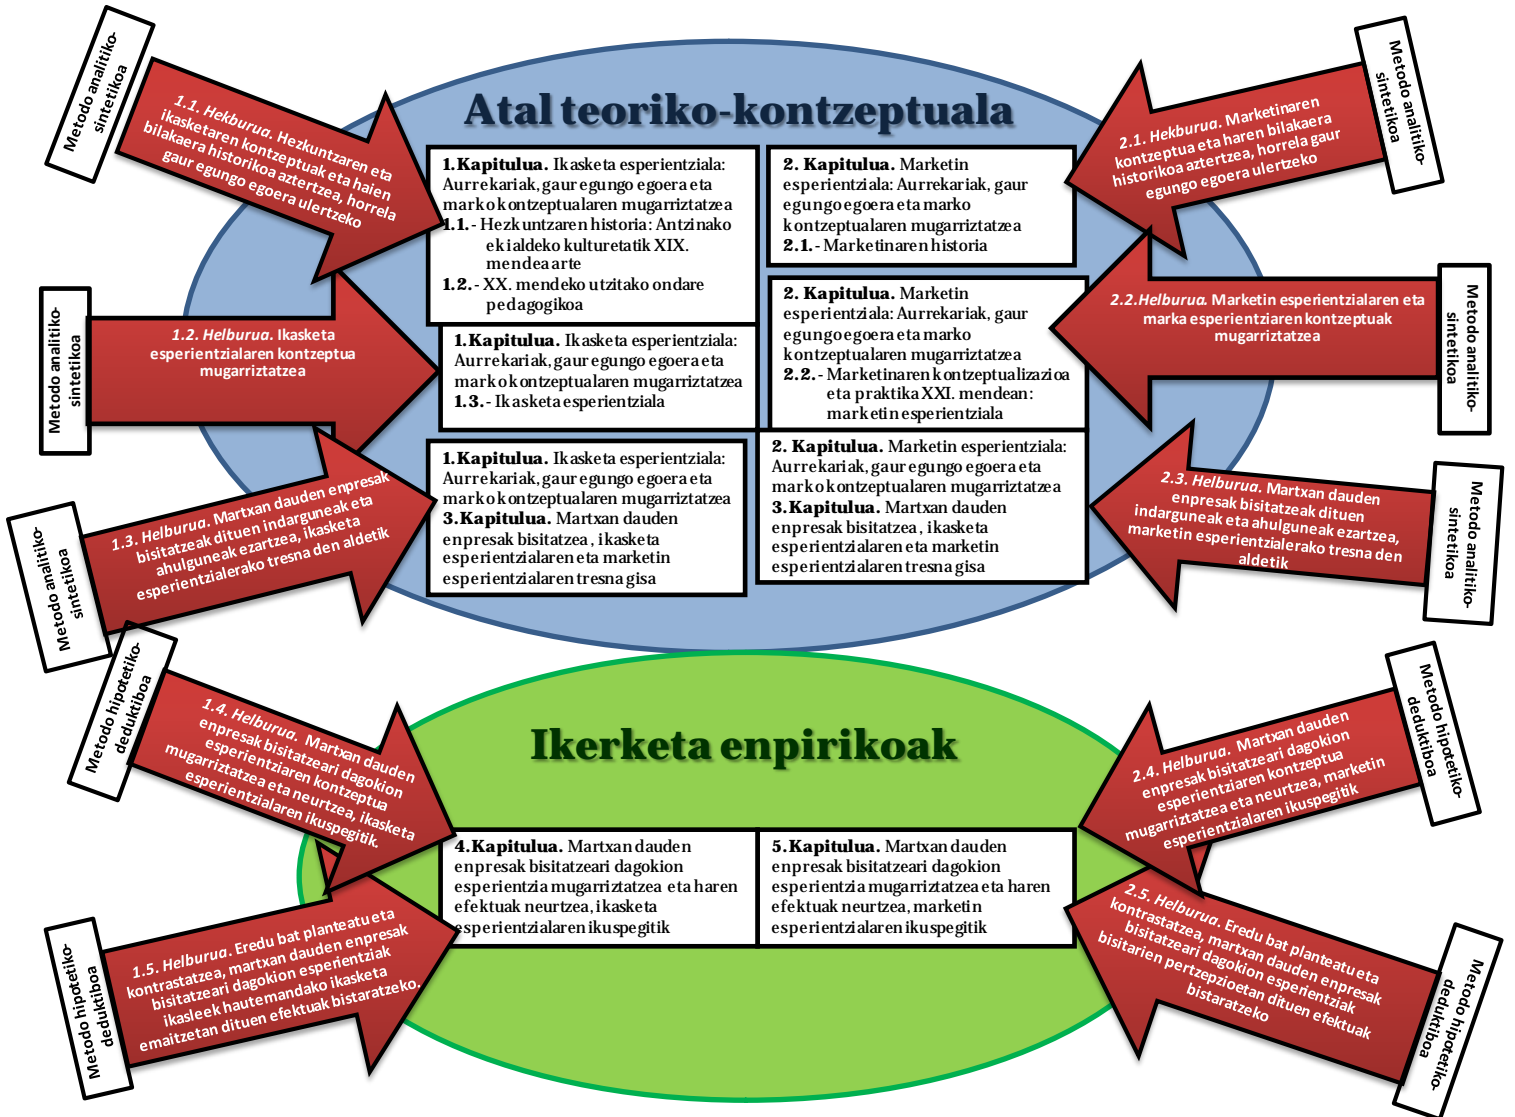 Atal teoriko-kontzeptuala
Metodo analitiko-
sintetikoa
1.1. Hekburua. Hezkuntzaren eta
ikasketaren kontzeptuak eta haien
bilakaera historikoa aztertzea, horrela
gaur egungo egoera ulertzeko
1.Kapitulua. Ikasketa esperientziala:
Aurrekariak, gaur egungo egoera eta
marko kontzeptualaren mugarriztatzea
1.1.- Hezkuntzaren historia: Antzinako
ekialdeko kulturetatik XIX.
mendea arte
1.2.- XX. mendeko utzitako ondare
pedagogikoa
2. Kapitulua. Marketin
esperientziala: Aurrekariak, gaur
egungo egoera eta marko
kontzeptualaren mugarriztatzea
2.1.- Marketinaren historia
2.1. Hekburua. Marketinaren
kontzeptua eta haren bilakaera
historikoa aztertzea, horrela gaur
egungo egoera ulertzeko
Metodo analitiko-
sintetikoa
Metodo analitiko-
sintetikoa
1.2. Helburua. Ikasketa
esperientzialaren kontzeptua
mugarriztatzea
1.Kapitulua. Ikasketa esperientziala:
Aurrekariak, gaur egungo egoera eta
marko kontzeptualaren mugarriztatzea
1.3.- Ikasketa esperientziala
2. Kapitulua. Marketin
esperientziala: Aurrekariak, gaur
egungo egoera eta marko
kontzeptualaren mugarriztatzea
2.2.- Marketinaren kontzeptualizazioa
eta praktika XXI. mendean:
marketin esperientziala
2.2.Helburua. Marketin esperientzialaren eta
marka esperientziaren kontzeptuak
mugarriztatzea
Metodo analitiko-
sintetikoa
Metodo analitiko-
sintetikoa
1.3. Helburua. Martxan dauden enpresak
bisitatzeak dituen indarguneak eta
ahulguneak ezartzea, ikasketa
esperientzialerako tresna den aldetik
1.Kapitulua. Ikasketa esperientziala:
Aurrekariak, gaur egungo egoera eta
marko kontzeptualaren mugarriztatzea
3.Kapitulua. Martxan dauden
enpresak bisitatzea, ikasketa
esperientzialaren eta marketin
esperientzialaren tresna gisa
2. Kapitulua. Marketin esperientziala:
Aurrekariak, gaur egungo egoera eta
marko kontzeptualaren mugarriztatzea
3.Kapitulua. Martxan dauden
enpresak bisitatzea, ikasketa
esperientzialaren eta marketin
esperientzialaren tresna gisa
2.3. Helburua. Martxan dauden
enpresak bisitatzeak dituen
indarguneak eta ahulguneak ezartzea,
marketin esperientzialerako tresna den
aldetik
Metodo analitiko-
sintetikoa
Ikerketa enpirikoak
Metodo hipotetiko-
deduktiboa
1.4. Helburua. Martxan dauden
enpresak bisitatzeari dagokion
esperientziaren kontzeptua
mugarriztatzea eta neurtzea, ikasketa
esperientzialaren ikuspegitik.
2.4. Helburua. Martxan dauden
enpresak bisitatzeari dagokion
esperientziaren kontzeptua
mugarriztatzea eta neurtzea, marketin
esperientzialaren ikuspegitik
Metodo hipotetiko-
deduktiboa
4.Kapitulua. Martxan dauden
enpresak bisitatzeari dagokion
esperientzia mugarriztatzea eta haren
efektuak neurtzea, ikasketa
esperientzialaren ikuspegitik
5.Kapitulua. Martxan dauden
enpresak bisitatzeari dagokion
esperientzia mugarriztatzea eta haren
efektuak neurtzea, marketin
esperientzialaren ikuspegitik
Metodo hipotetiko-
deduktiboa
1.5. Helburua. Eredu bat planteatu eta
kontrastatzea, martxan dauden enpresak
bisitatzeari dagokion esperientziak
ikasleek hautemandako ikasketa
emaitzetan dituen efektuak bistaratzeko.
2.5. Helburua. Eredu bat planteatu eta
kontrastatzea, martxan dauden enpresak
bisitatzeari dagokion esperientziak
bisitarien pertzepzioetan dituen efektuak
bistaratzeko
Metodo hipotetiko-
deduktiboa